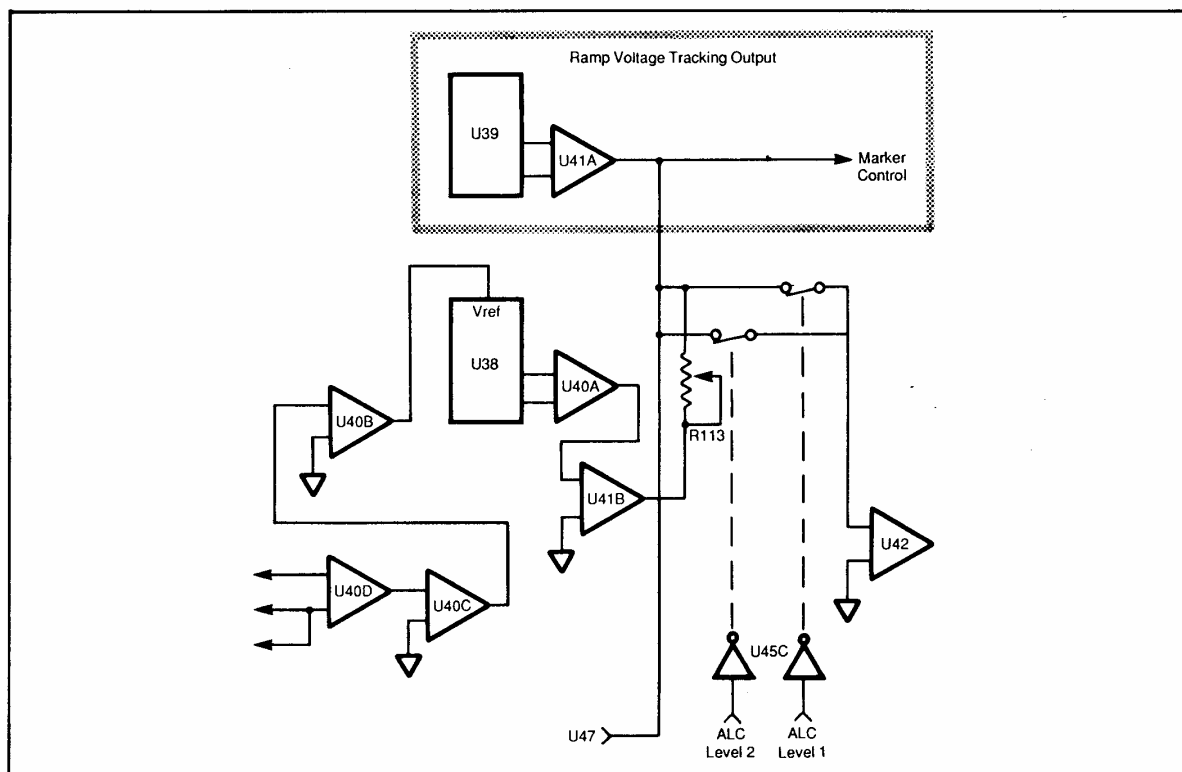 Ramp Voltage Tracking Output
U39
U41A
Marker
Control
Vref
U38
U40A
U40B
R113
U41B
U42
U40D
U40C
U45C
U47
ALC
Level 2
ALC
Level 1